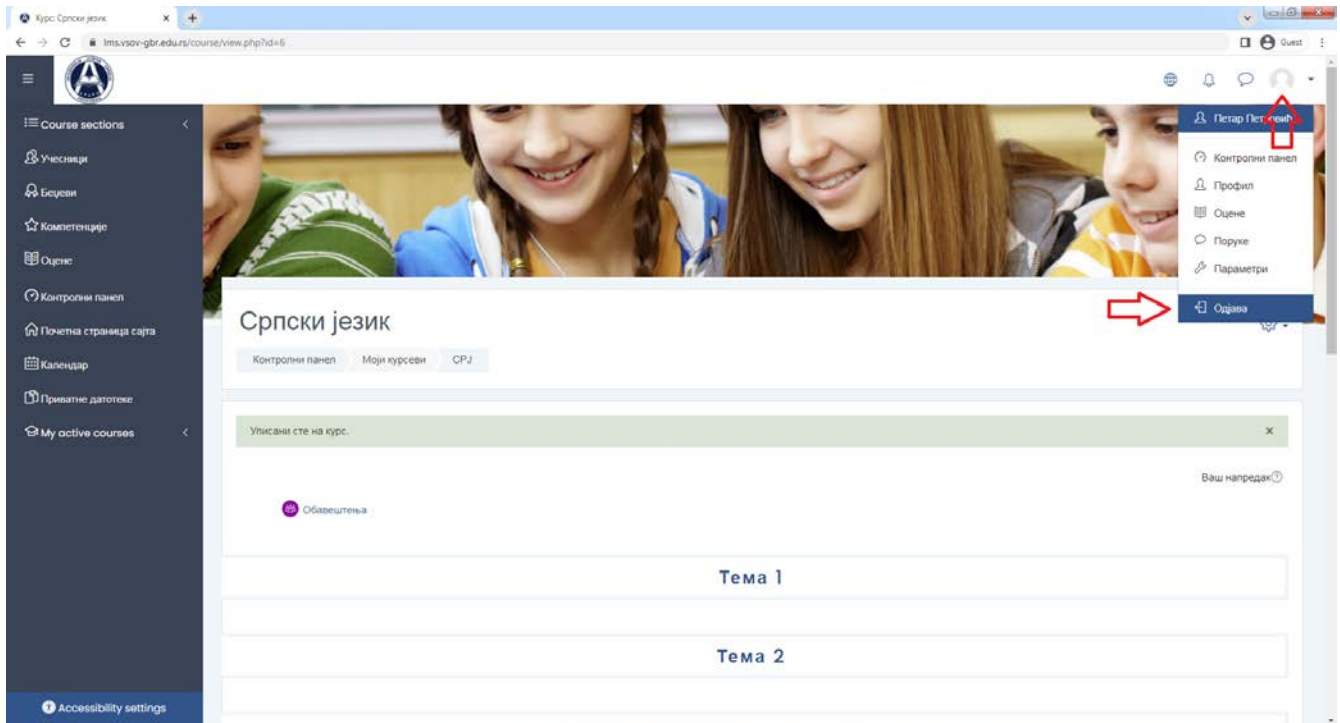 Курс: Српски језик
lms.vsov-gbr.edu.rs/course/view.php?id=6
Guest
Course sections
Учесници
Беџеви
Компетенције
Оцене
Контролни панел
Почетна страница сајта
Календар
Приватне датотеке
My active courses
Accessibility settings
Петар Петровић
Контролни панел
Профил
Оцене
Поруке
Параметри
Одјава
Српски језик
Контролни панел Моји курсеви СРЈ
Уписани сте на курс.
Ваш напредак
Обавештења
Тема 1
Тема 2